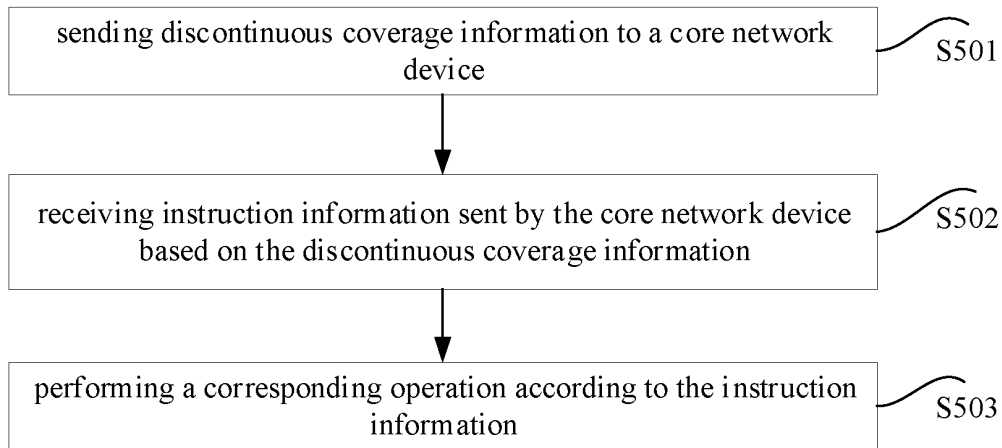 sending discontinuous coverage information to a core network
device
S501
receiving instruction information sent by the core network device
based on the discontinuous coverage information
S502
performing a corresponding operation according to the instruction
information
S503